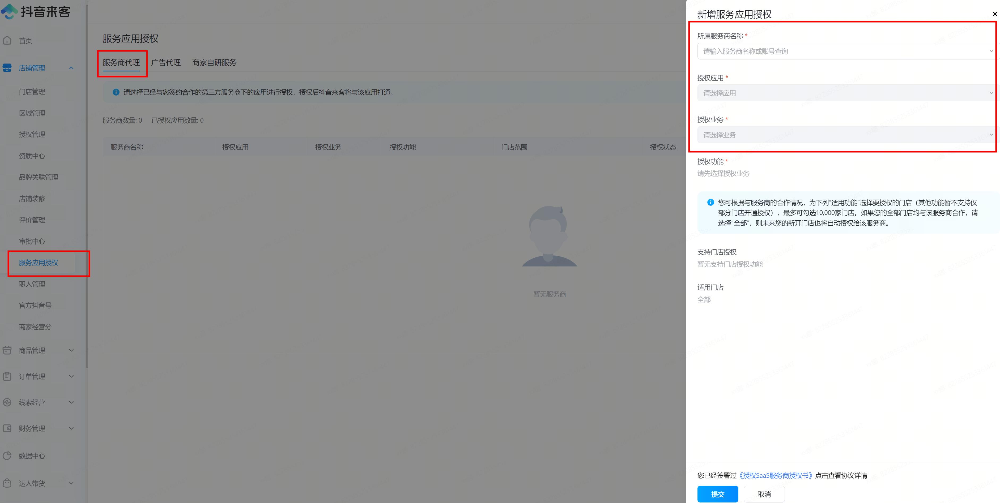 抖音来客
首页
店铺管理
门店管理
区域管理
授权管理
资质中心
品牌关联管理
店铺装修
评价管理
审批中心
服务应用授权
职人管理
官方抖音号
商家经营分
商品管理
订单管理
线索经营
财务管理
数据中心
达人带货
服务应用授权
服务商代理 广告代理 商家自研服务
请选择已经与您签约合作的第三方服务商下的应用进行授权，授权后抖音来客将与该应用打通。
服务商数量: 0 已授权应用数量: 0
服务商名称 授权应用 授权业务 授权功能 门店范围 授权状态
暂无服务商
新增服务应用授权
所属服务商名称 *
请输入服务商名称或账号查询
授权应用 *
请选择应用
授权业务 *
请选择业务
授权功能 *
请先选择授权业务
您可根据与服务商的合作情况，为下列“适用功能”选择要授权的门店（其他功能暂不支持仅
部分门店开通授权），最多可勾选10,000家门店。如果您的全部门店均与该服务商合作，请
选择“全部”，则未来您的新开门店也将自动授权给该服务商。
支持门店授权
暂无支持门店授权功能
适用门店
全部
您已经签署过《授权SaaS服务商授权书》点击查看协议详情
提交 取消